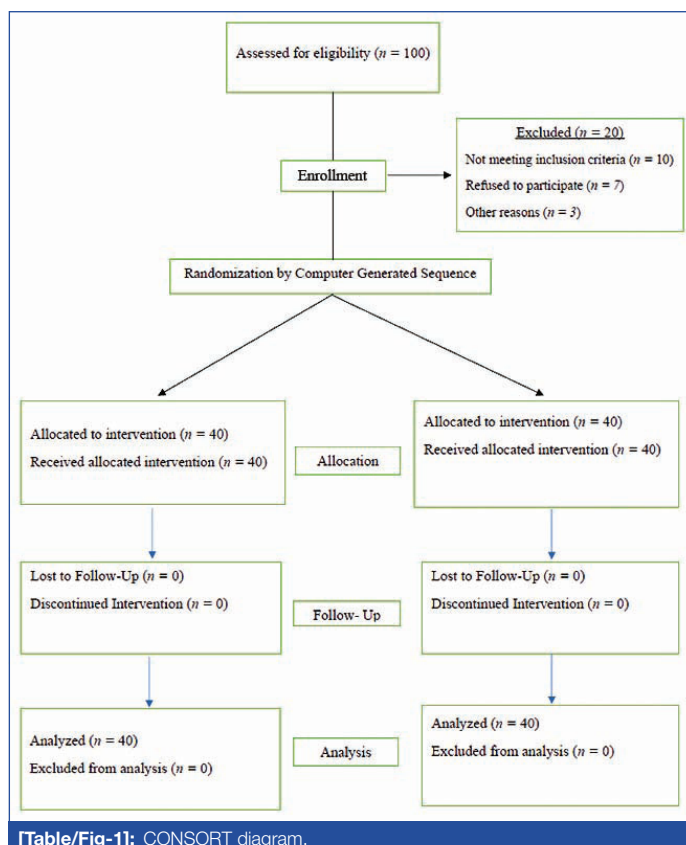 Assessed for eligibility (n = 100)
Excluded (n = 20)
Not meeting inclusion criteria (n = 10)
Refused to participate (n = 7)
Other reasons (n = 3)
Enrollment
Randomization by Computer Generated Sequence
Allocated to intervention (n = 40)
Received allocated intervention (n = 40)
Allocation
Allocated to intervention (n = 40)
Received allocated intervention (n = 40)
Lost to Follow-Up (n = 0)
Discontinued Intervention (n = 0)
Follow- Up
Lost to Follow-Up (n = 0)
Discontinued Intervention (n = 0)
Analyzed (n = 40)
Excluded from analysis (n = 0)
Analysis
Analyzed (n = 40)
Excluded from analysis (n = 0)
[Table/Fig-1]: CONSORT diagram.